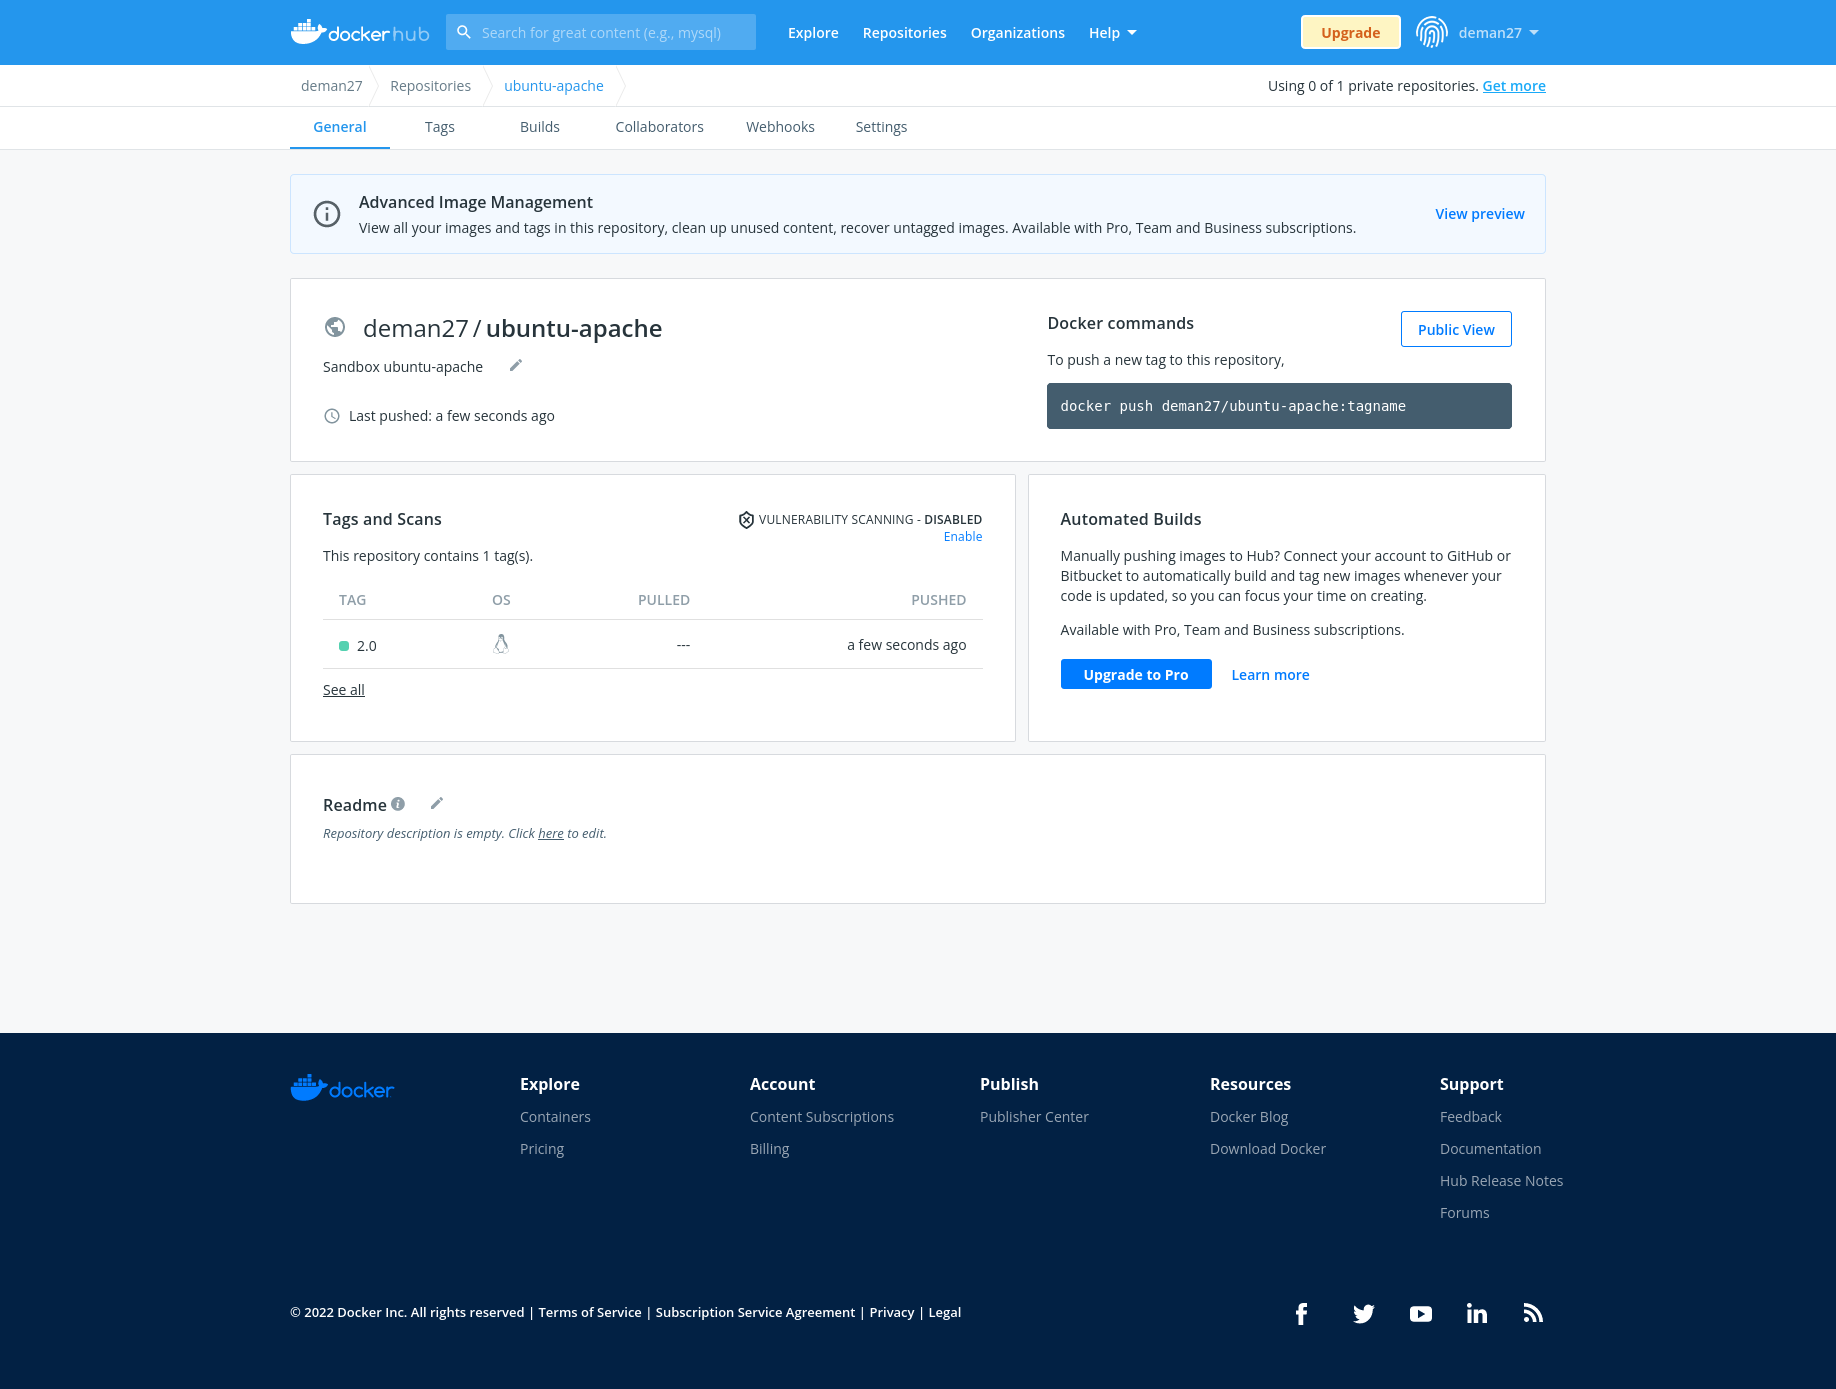 docker hub
Search for great content (e.g., mysql)
Explore
Repositories
Organizations
Help
Upgrade
deman27
deman27
Repositories
ubuntu-apache
Using 0 of 1 private repositories. Get more
General
Tags
Builds
Collaborators
Webhooks
Settings
Advanced Image Management
View all your images and tags in this repository, clean up unused content, recover untagged images. Available with Pro, Team and Business subscriptions.
View preview
deman27 / ubuntu-apache
Sandbox ubuntu-apache
Last pushed: a few seconds ago
Docker commands
Public View
To push a new tag to this repository,
docker push deman27/ubuntu-apache:tagname
Tags and Scans
VULNERABILITY SCANNING - DISABLED
Enable
This repository contains 1 tag(s).
TAG
OS
PULLED
PUSHED
2.0
---
a few seconds ago
See all
Automated Builds
Manually pushing images to Hub? Connect your account to GitHub or
Bitbucket to automatically build and tag new images whenever your
code is updated, so you can focus your time on creating.
Available with Pro, Team and Business subscriptions.
Upgrade to Pro
Learn more
Readme
Repository description is empty. Click here to edit.
docker
Explore
Containers
Pricing
Account
Content Subscriptions
Billing
Publish
Publisher Center
Resources
Docker Blog
Download Docker
Support
Feedback
Documentation
Hub Release Notes
Forums
© 2022 Docker Inc. All rights reserved | Terms of Service | Subscription Service Agreement | Privacy | Legal